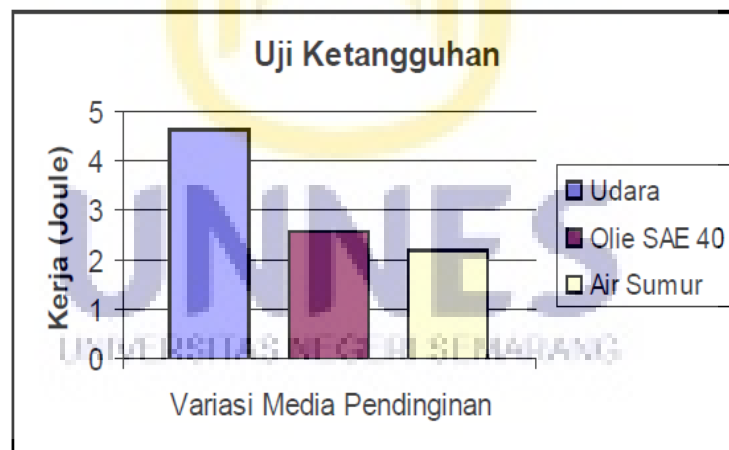 Uji Ketangguhan
5
4
3
2
1
0
Kerja (Joule)
Udara
Olie SAE 40
Air Sumur
UNNES
UNIVERSITAS NEGERI SEMARANG
Variasi Media Pendinginan